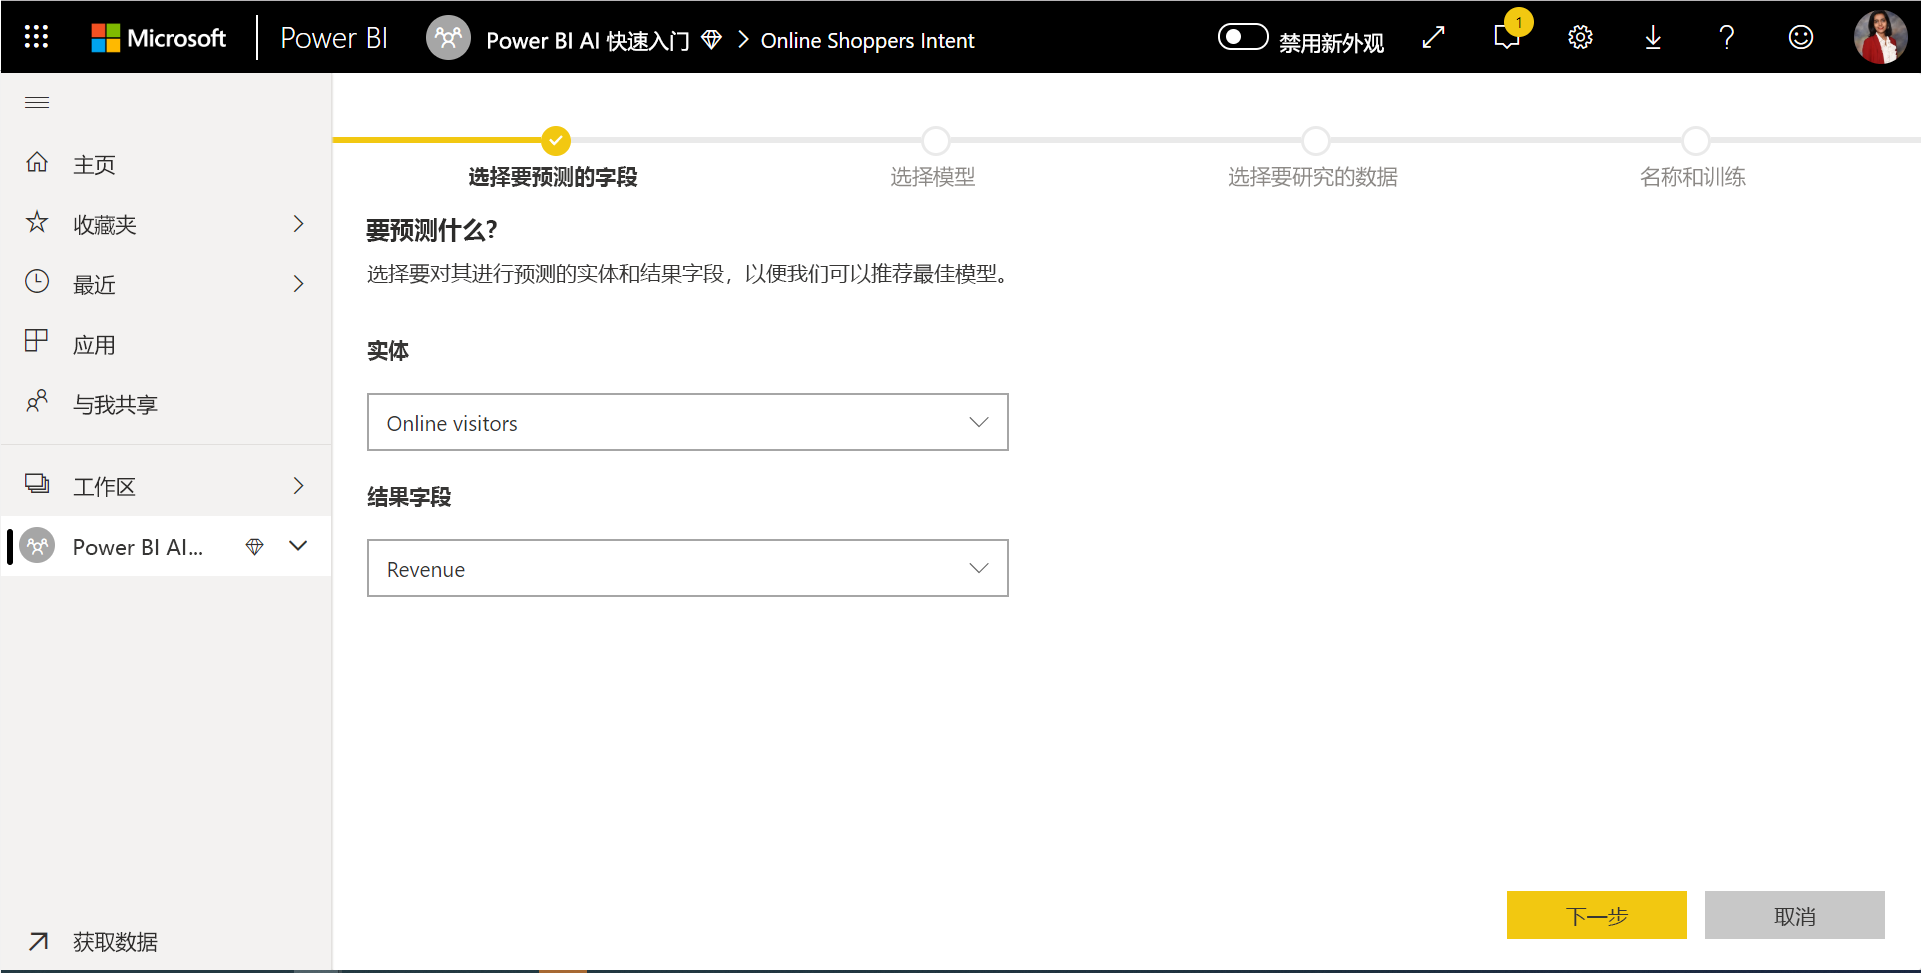 Microsoft
Power BI
Power BI AI 快速入门
Online Shoppers Intent
禁用新外观
1
主页
收藏夹
最近
应用
与我共享
工作区
Power BI AI...
获取数据
选择要预测的字段
选择模型
选择要研究的数据
名称和训练
要预测什么?
选择要对其进行预测的实体和结果字段，以便我们可以推荐最佳模型。
实体
Online visitors
结果字段
Revenue
下一步
取消